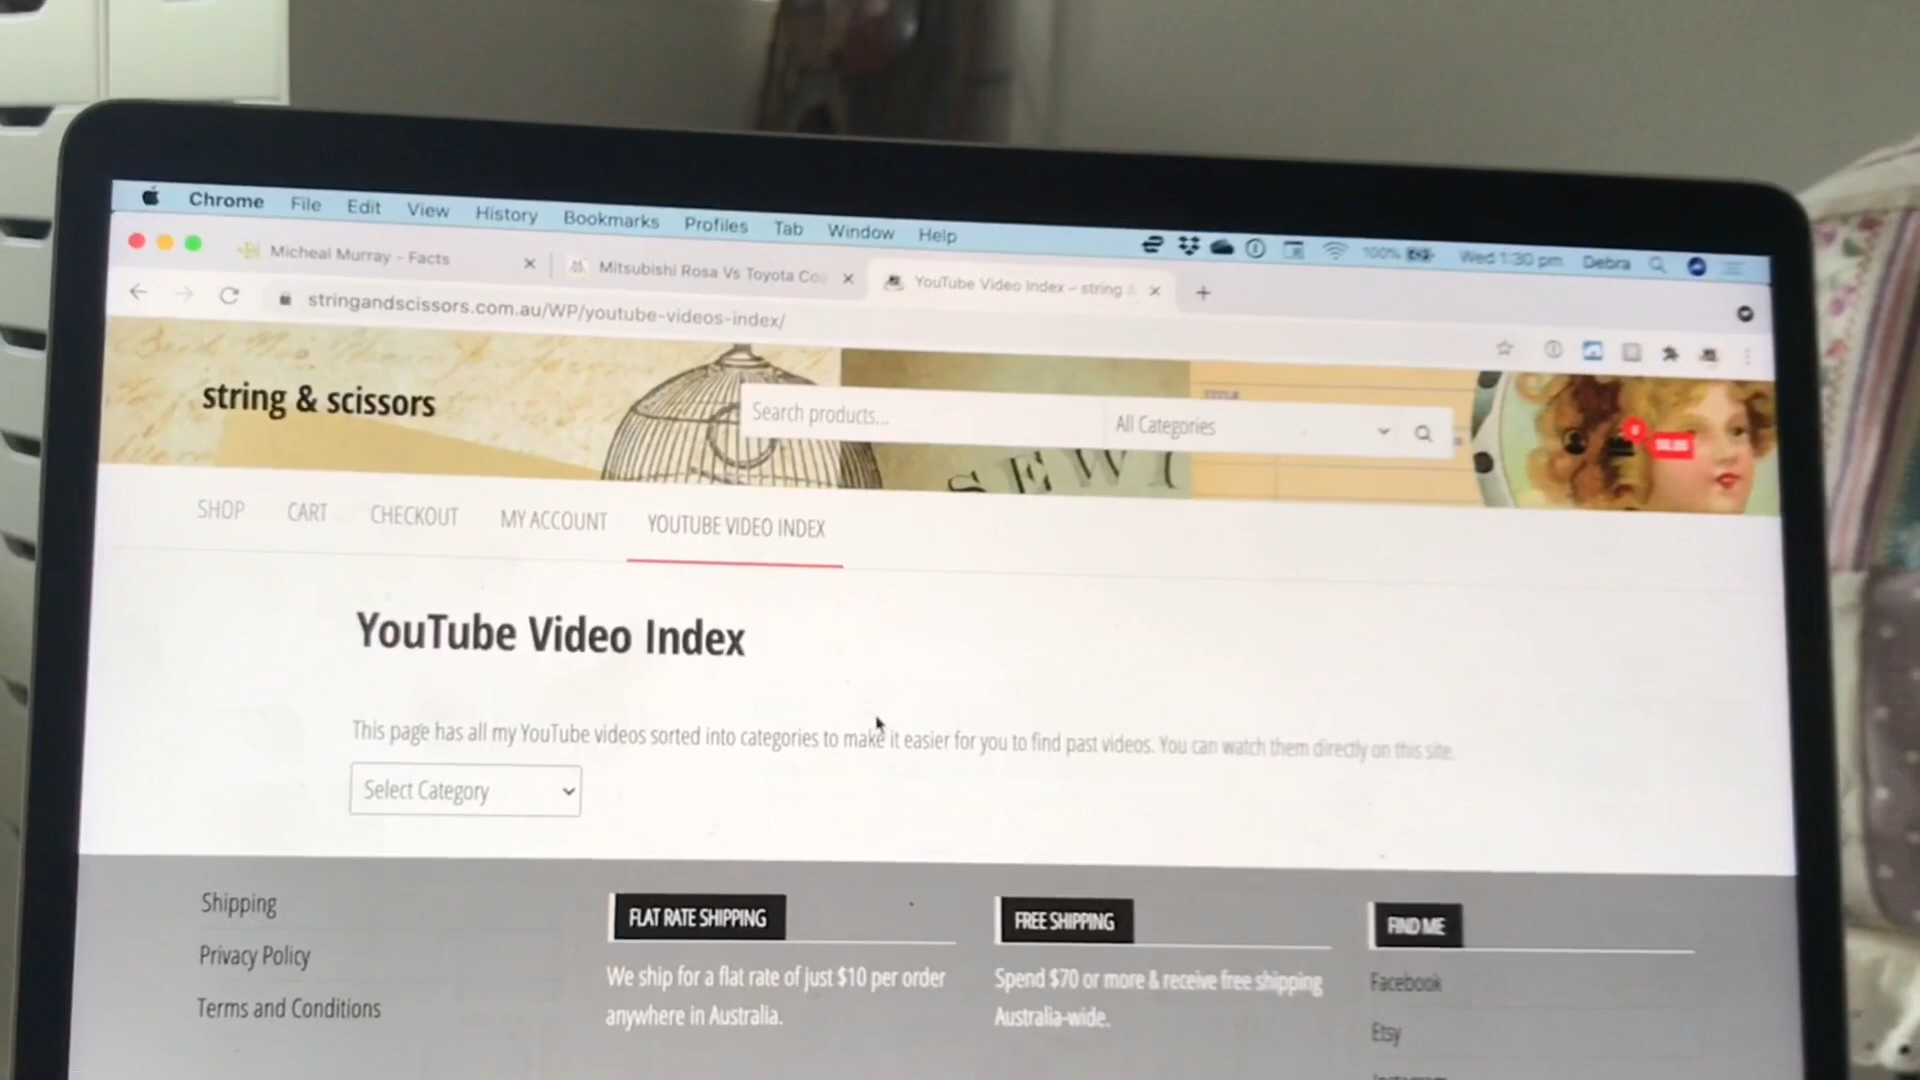 Chrome File Edit View History Bookmarks Profiles Tab Window Help 100% Wed 1:30 pm Debra
Micheal Murray - Facts
Mitsubishi Rosa Vs Toyota Co
YouTube Video Index – string &
stringandscissors.com.au/WP/youtube-videos-index/
string & scissors
Search products...
All Categories
SEWI
0
SHOP CART CHECKOUT MY ACCOUNT YOUTUBE VIDEO INDEX
YouTube Video Index
This page has all my YouTube videos sorted into categories to make it easier for you to find past videos. You can watch them directly on this site.
Select Category
Shipping
Privacy Policy
Terms and Conditions
FLAT RATE SHIPPING
We ship for a flat rate of just $10 per order
anywhere in Australia.
FREE SHIPPING
Spend $70 or more & receive free shipping
Australia-wide.
FIND ME
Facebook
Etsy